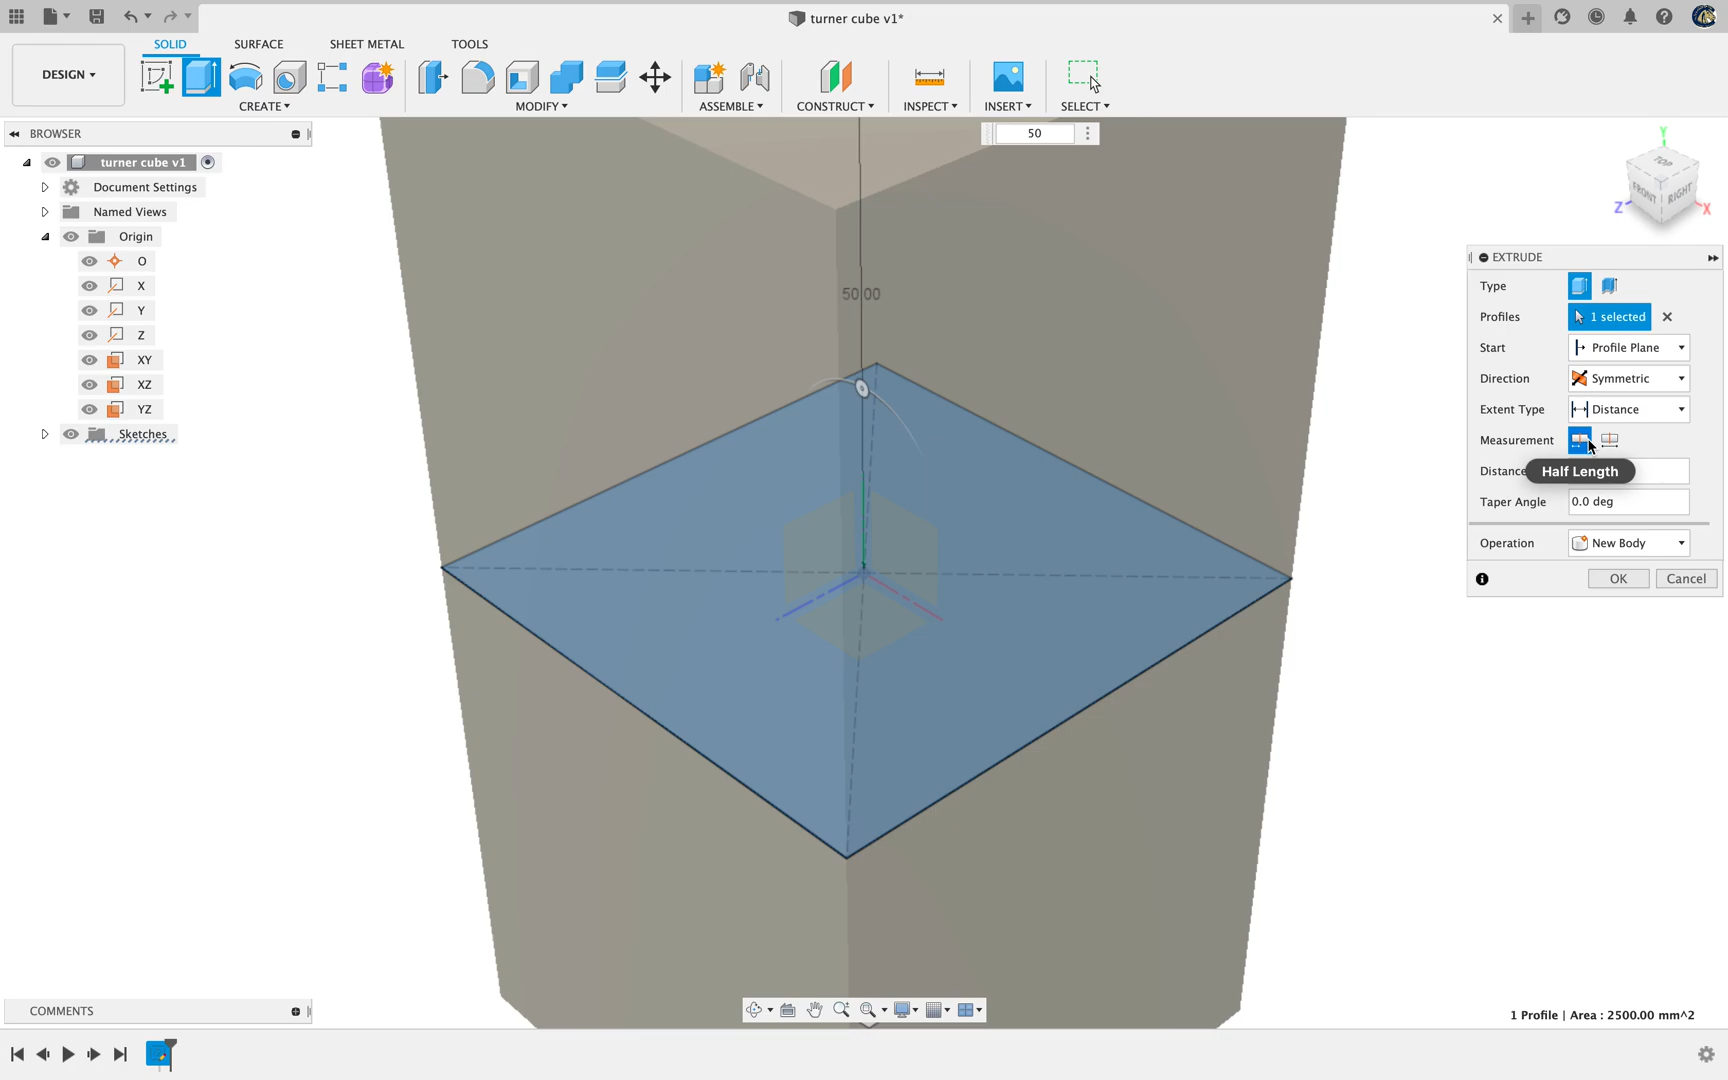 turner cube v1*
SOLID SURFACE SHEET METAL TOOLS
DESIGN
CREATE MODIFY ASSEMBLE CONSTRUCT INSPECT INSERT SELECT
BROWSER
50
turner cube v1
Document Settings
Named Views
Origin
O
X
Y
Z
XY
XZ
YZ
Sketches
50.00
Y
TOP
FRONT RIGHT
Z X
EXTRUDE
Type
Profiles 1 selected
Start Profile Plane
Direction Symmetric
Extent Type Distance
Measurement
Distance Half Length
Taper Angle 0.0 deg
Operation New Body
OK Cancel
COMMENTS
1 Profile | Area : 2500.00 mm^2